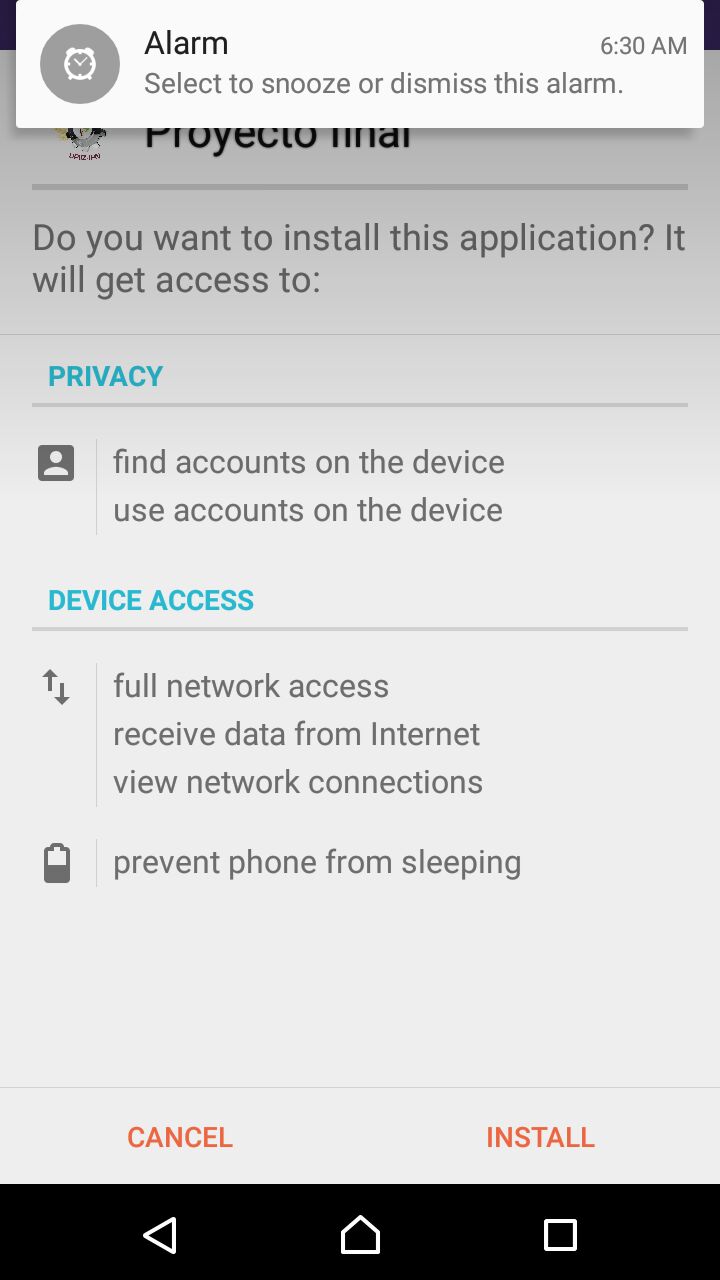 Alarm
6:30 AM
Select to snooze or dismiss this alarm.
Proyecto final
Do you want to install this application? It
will get access to:
PRIVACY
find accounts on the device
use accounts on the device
DEVICE ACCESS
full network access
receive data from Internet
view network connections
prevent phone from sleeping
CANCEL
INSTALL